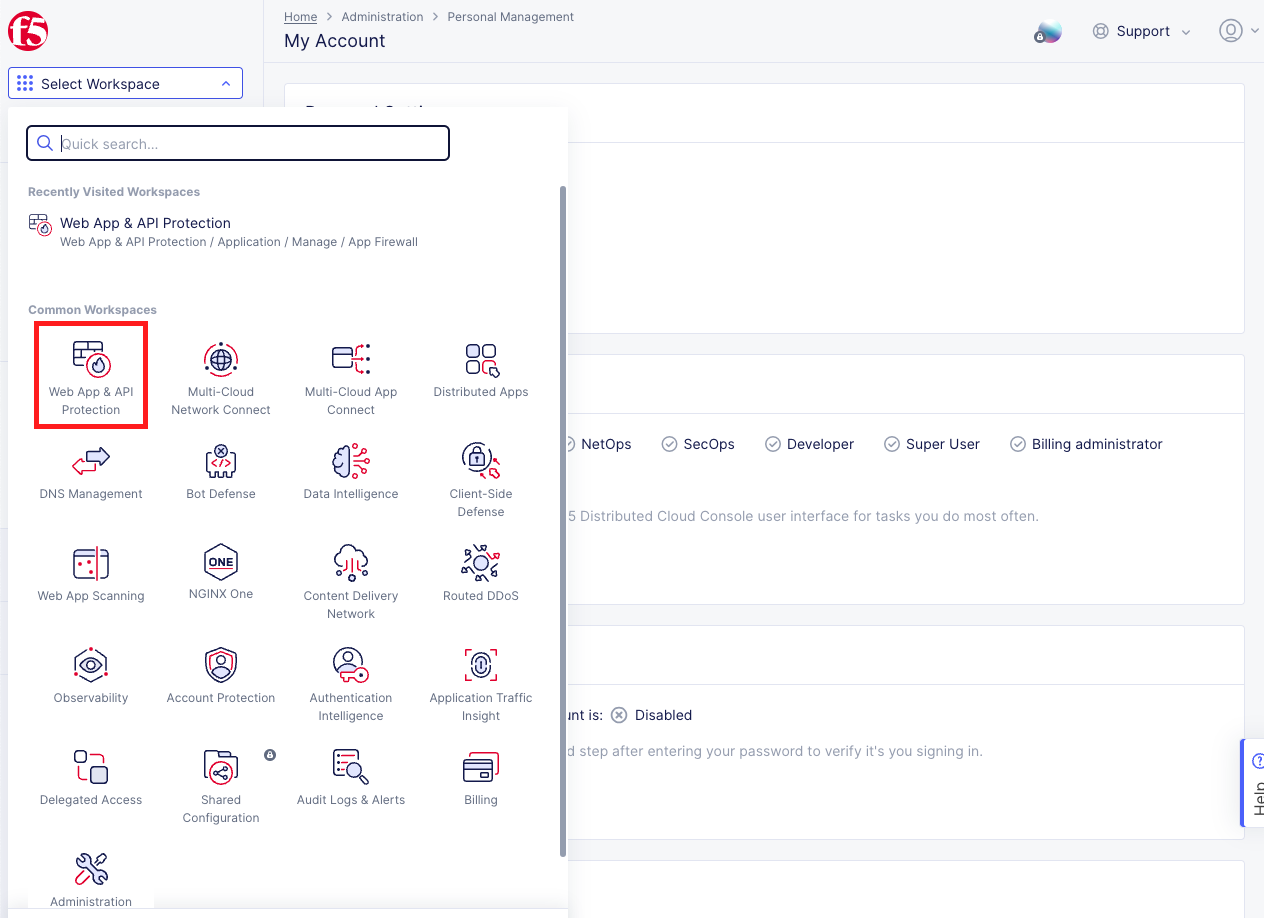 f5
Home > Administration > Personal Management
My Account
Support
Select Workspace
Quick search...
Recently Visited Workspaces
Web App & API Protection
Web App & API Protection / Application / Manage / App Firewall
Common Workspaces
Web App & API
Protection
Multi-Cloud
Network Connect
Multi-Cloud App
Connect
Distributed Apps
DNS Management
Bot Defense
Data Intelligence
Client-Side
Defense
Web App Scanning
ONE
NGINX One
Content Delivery
Network
Routed DDoS
Observability
Account Protection
Authentication
Intelligence
Application Traffic
Insight
Delegated Access
Shared
Configuration
Audit Logs & Alerts
Billing
Administration
NetOps
SecOps
Developer
Super User
Billing administrator
5 Distributed Cloud Console user interface for tasks you do most often.
unt is:
Disabled
d step after entering your password to verify it's you signing in.
Help